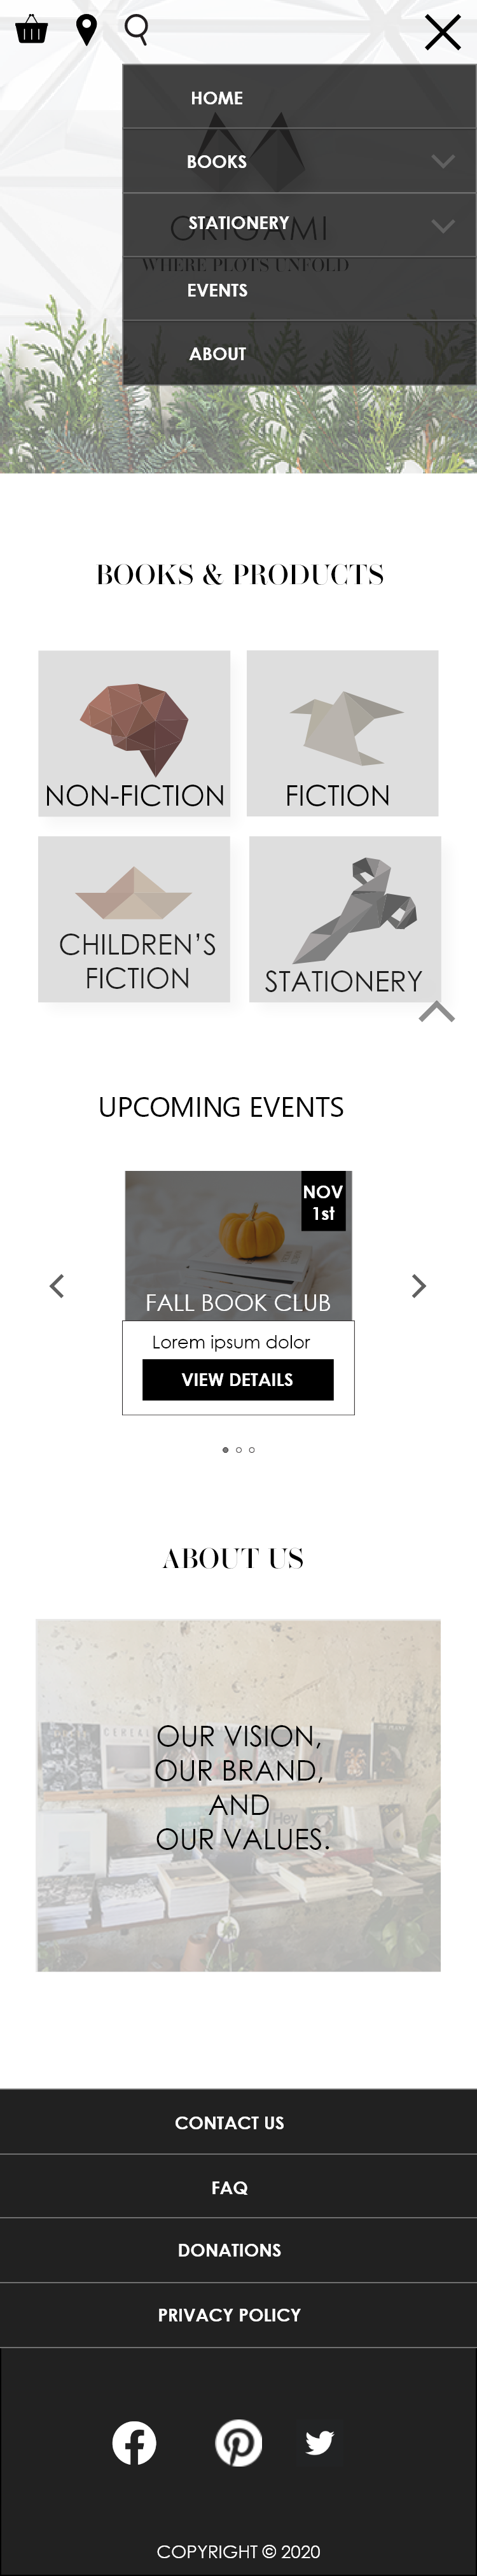 HOME
BOOKS
STATIONERY
ORIGAMI
WHERE PLOTS UNFOLD
EVENTS
ABOUT
BOOKS & PRODUCTS
NON-FICTION
FICTION
CHILDREN'S
FICTION
STATIONERY
UPCOMING EVENTS
NOV
1st
FALL BOOK CLUB
Lorem ipsum dolor
VIEW DETAILS
ABOUT US
CEREAL
Hey
OUR VISION,
OUR BRAND,
AND
OUR VALUES.
CONTACT US
FAQ
DONATIONS
PRIVACY POLICY
COPYRIGHT © 2020